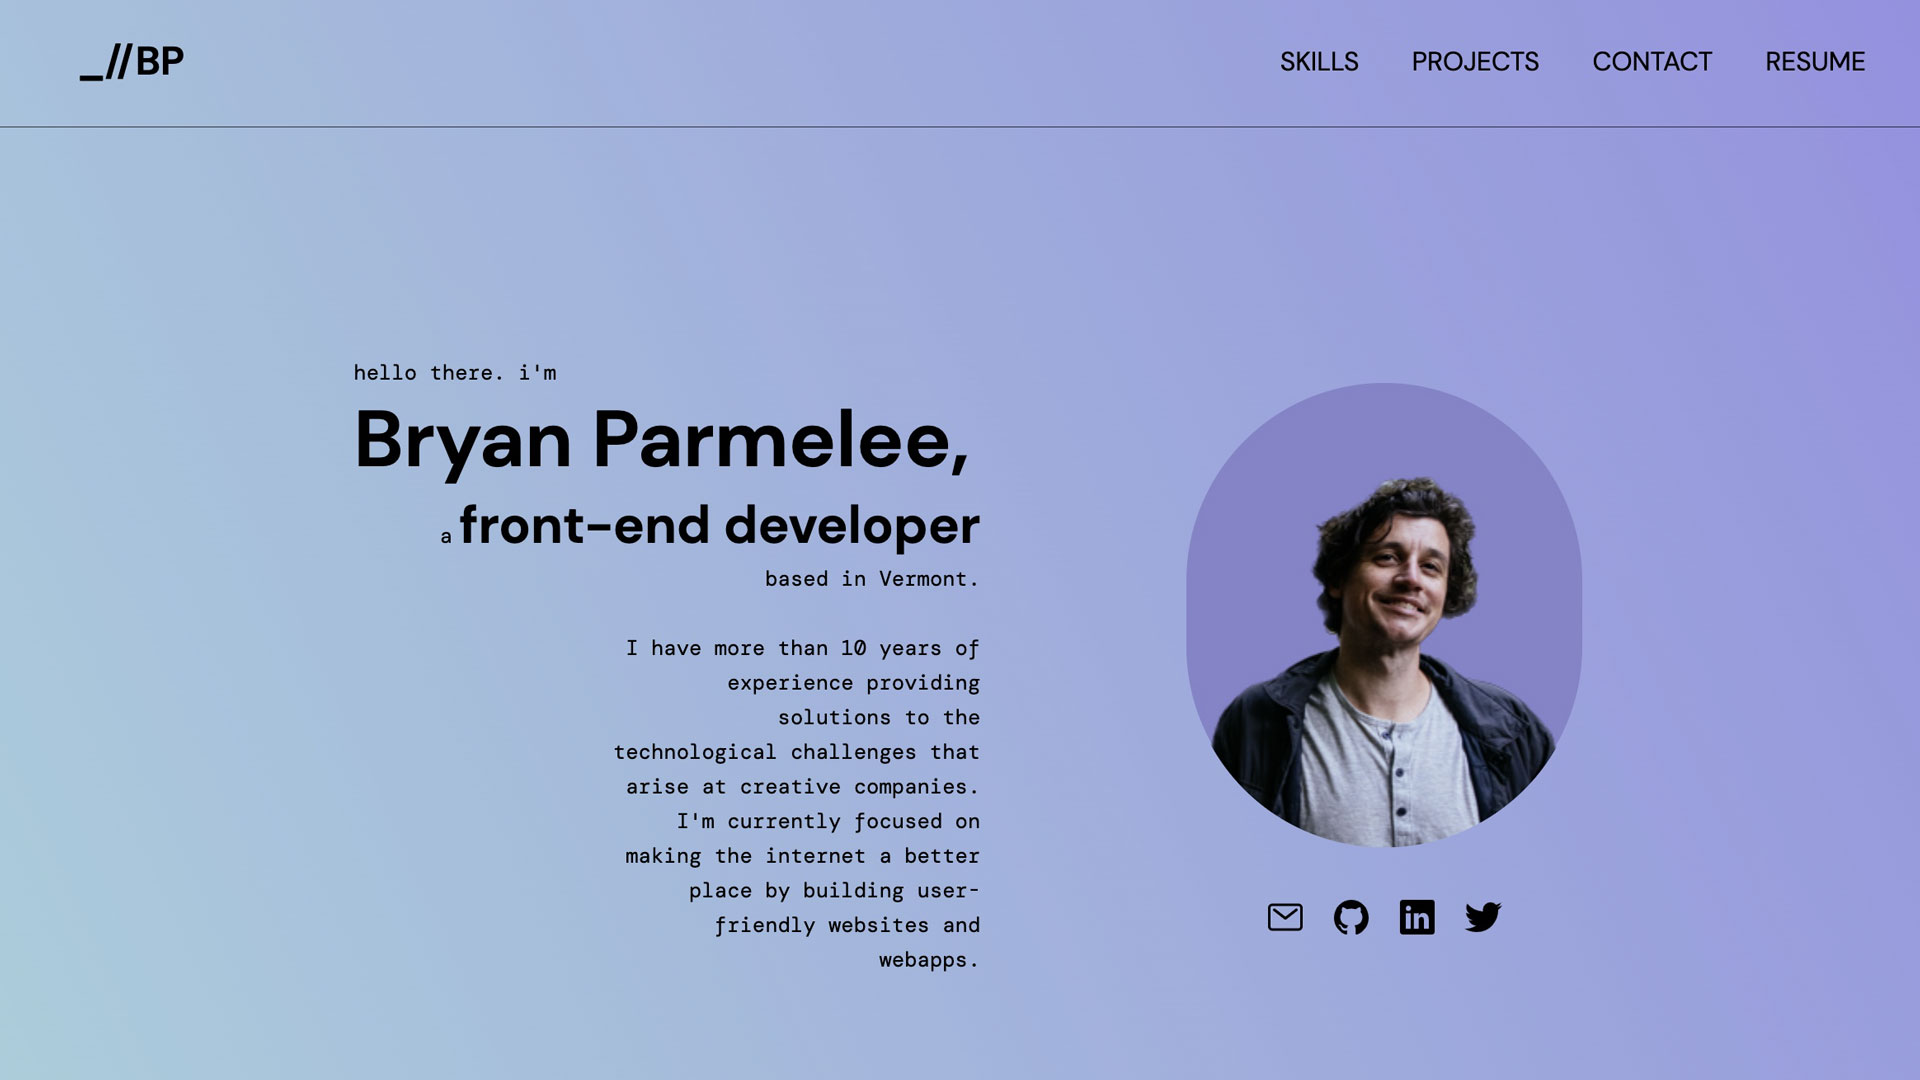 _//BP
SKILLS PROJECTS CONTACT RESUME
hello there. i'm
Bryan Parmelee,
a front-end developer
based in Vermont.
I have more than 10 years of
experience providing
solutions to the
technological challenges that
arise at creative companies.
I'm currently focused on
making the internet a better
place by building user-
friendly websites and
webapps.
in